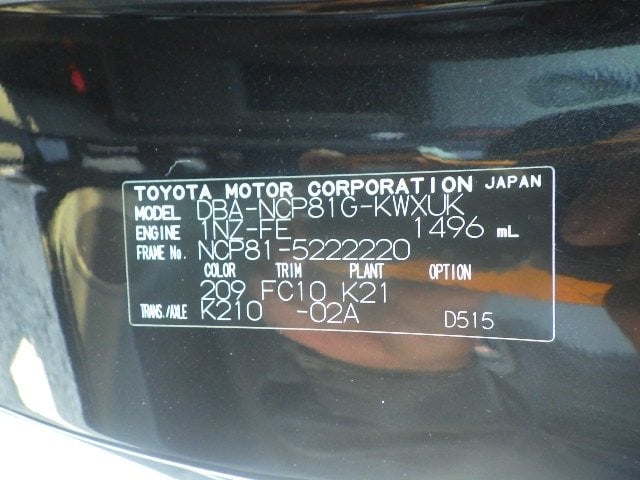 TOYOTA MOTOR CORPORATION JAPAN
MODEL DBA-NCP81G-KWXUK
ENGINE 1NZ-FE 1496 mL
FRAME No. NCP81-5222220
COLOR TRIM PLANT OPTION
209 FC10 K21
TRANS./AXLE K210 -02A D515